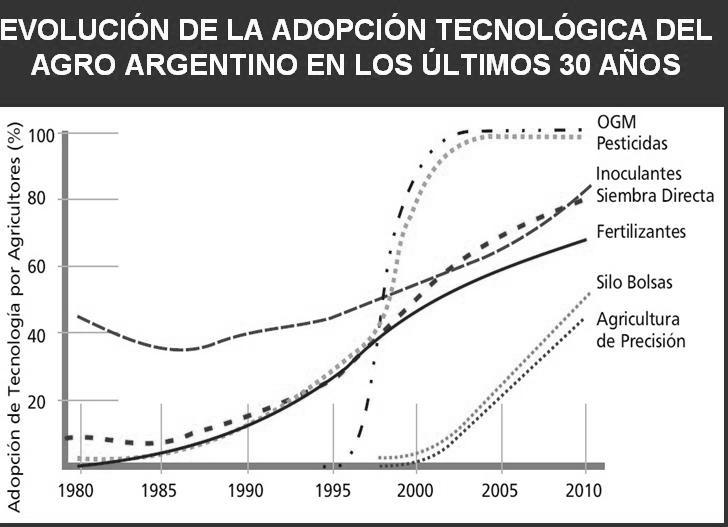 EVOLUCIÓN DE LA ADOPCIÓN TECNOLÓGICA DEL
AGRO ARGENTINO EN LOS ÚLTIMOS 30 AÑOS
Adopción de Tecnología por Agricultores (%)
100
80
60
40
20
1980
1985
1990
1995
2000
2005
2010
OGM
Pesticidas
Inoculantes
Siembra Directa
Fertilizantes
Silo Bolsas
Agricultura
de Precisión